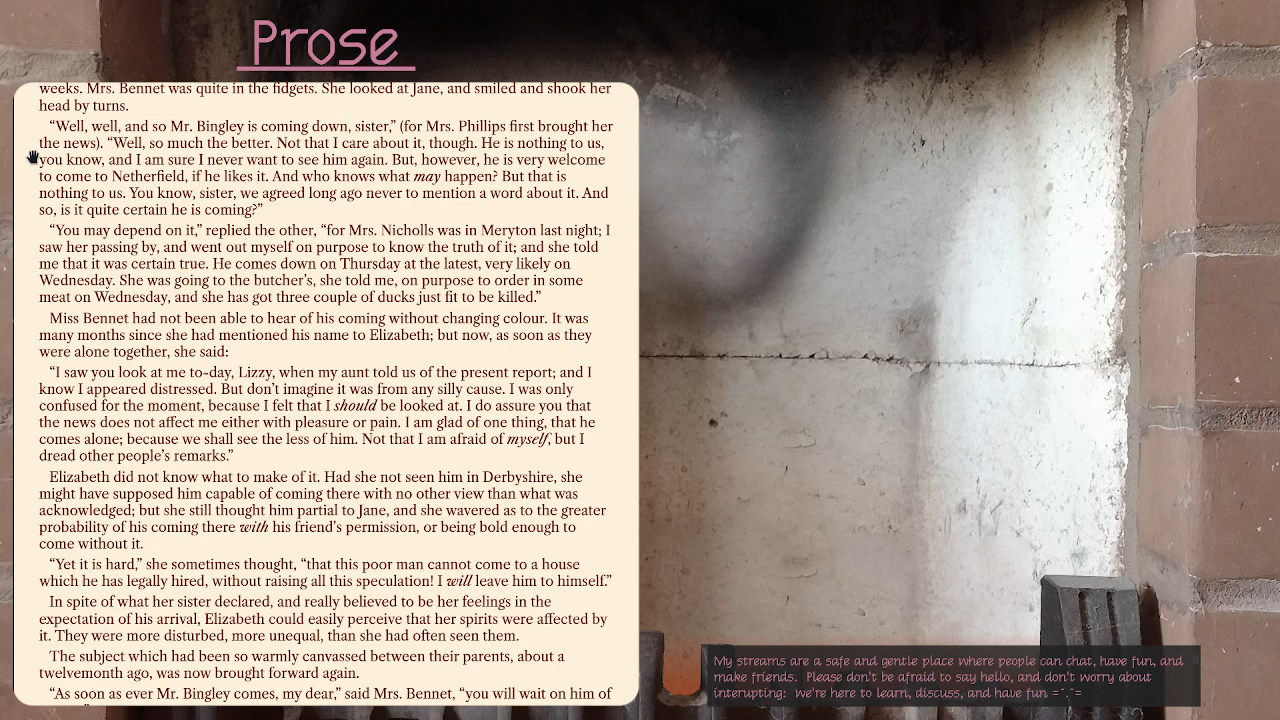 Prose
weeks. Mrs. Bennet was quite in the fidgets. She looked at Jane, and smiled and shook her
head by turns.
“Well, well, and so Mr. Bingley is coming down, sister,” (for Mrs. Phillips first brought her
the news). “Well, so much the better. Not that I care about it, though. He is nothing to us,
you know, and I am sure I never want to see him again. But, however, he is very welcome
to come to Netherfield, if he likes it. And who knows what may happen? But that is
nothing to us. You know, sister, we agreed long ago never to mention a word about it. And
so, is it quite certain he is coming?”
“You may depend on it,” replied the other, “for Mrs. Nicholls was in Meryton last night; I
saw her passing by, and went out myself on purpose to know the truth of it; and she told
me that it was certain true. He comes down on Thursday at the latest, very likely on
Wednesday. She was going to the butcher’s, she told me, on purpose to order in some
meat on Wednesday, and she has got three couple of ducks just fit to be killed.”
Miss Bennet had not been able to hear of his coming without changing colour. It was
many months since she had mentioned his name to Elizabeth; but now, as soon as they
were alone together, she said:
“I saw you look at me to-day, Lizzy, when my aunt told us of the present report; and I
know I appeared distressed. But don’t imagine it was from any silly cause. I was only
confused for the moment, because I felt that I should be looked at. I do assure you that
the news does not affect me either with pleasure or pain. I am glad of one thing, that he
comes alone; because we shall see the less of him. Not that I am afraid of myself, but I
dread other people’s remarks.”
Elizabeth did not know what to make of it. Had she not seen him in Derbyshire, she
might have supposed him capable of coming there with no other view than what was
acknowledged; but she still thought him partial to Jane, and she wavered as to the greater
probability of his coming there with his friend’s permission, or being bold enough to
come without it.
“Yet it is hard,” she sometimes thought, “that this poor man cannot come to a house
which he has legally hired, without raising all this speculation! I will leave him to himself.”
In spite of what her sister declared, and really believed to be her feelings in the
expectation of his arrival, Elizabeth could easily perceive that her spirits were affected by
it. They were more disturbed, more unequal, than she had often seen them.
The subject which had been so warmly canvassed between their parents, about a
twelvemonth ago, was now brought forward again.
“As soon as ever Mr. Bingley comes, my dear,” said Mrs. Bennet, “you will wait on him of
My streams are a safe and gentle place where people can chat, have fun, and
make friends. Please don't be afraid to say hello, and don't worry about
interupting: we're here to learn, discuss, and have fun =^.^=